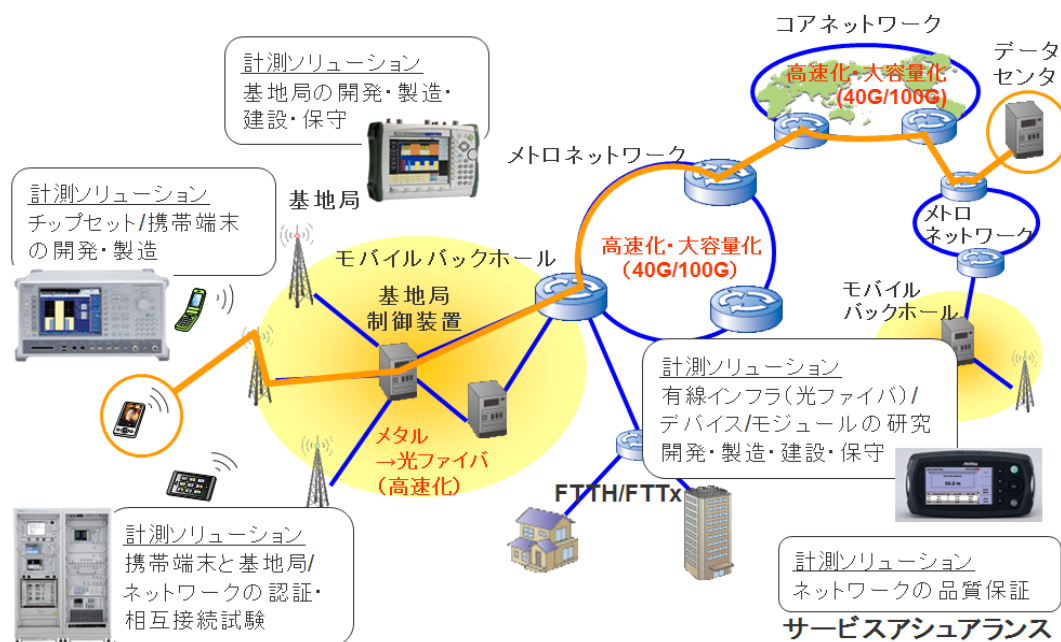 コアネットワーク
データ
センタ
高速化・大容量化
(40G/100G)
計測ソリューション
基地局の開発・製造・
建設・保守
メトロネットワーク
計測ソリューション
チップセット/携帯端末
の開発・製造
基地局
メトロ
ネットワーク
高速化・大容量化
(40G/100G)
モバイルバックホール
基地局
制御装置
モバイル
バックホール
計測ソリューション
有線インフラ(光ファイバ)/
デバイス/モジュールの研究
開発・製造・建設・保守
メタル
→光ファイバ
(高速化)
FTTH/FTTx
計測ソリューション
携帯端末と基地局/
ネットワークの認証・
相互接続試験
計測ソリューション
ネットワークの品質保証
サービスアシュアランス